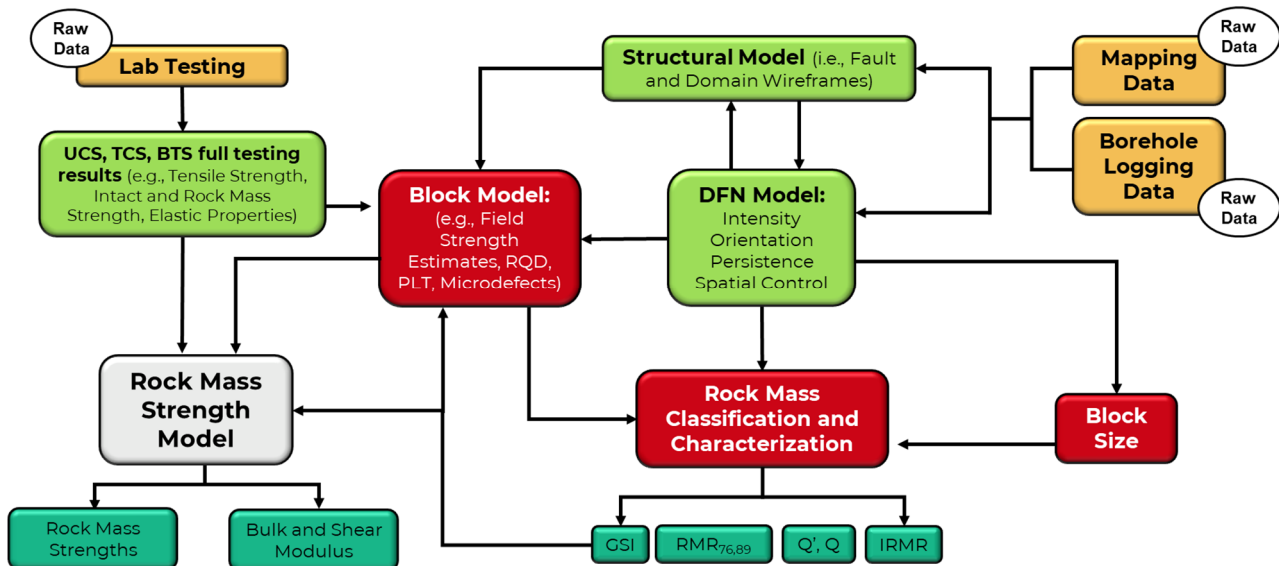 Raw
Data
Lab Testing
UCS, TCS, BTS full testing
results (e.g., Tensile Strength,
Intact and Rock Mass
Strength, Elastic Properties)
Structural Model (i.e., Fault
and Domain Wireframes)
Raw
Data
Mapping
Data
Borehole
Logging
Data
Raw
Data
Block Model:
(e.g., Field
Strength
Estimates, RQD,
PLT, Microdefects)
DFN Model:
Intensity
Orientation
Persistence
Spatial Control
Rock Mass
Strength
Model
Rock Mass
Classification and
Characterization
Block
Size
Rock Mass
Strengths
Bulk and Shear
Modulus
GSI
RMR76,89
Q’, Q
IRMR